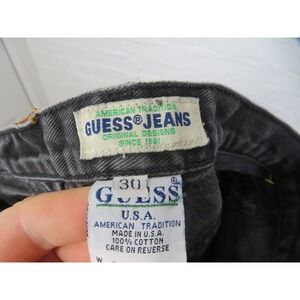 AMERICAN TRADITION
GUESS® JEANS
ORIGINAL DESIGNS
SINCE 1981
30
GUESS
U.S.A.
AMERICAN TRADITION
MADE IN U.S.A.
100% COTTON
CARE ON REVERSE